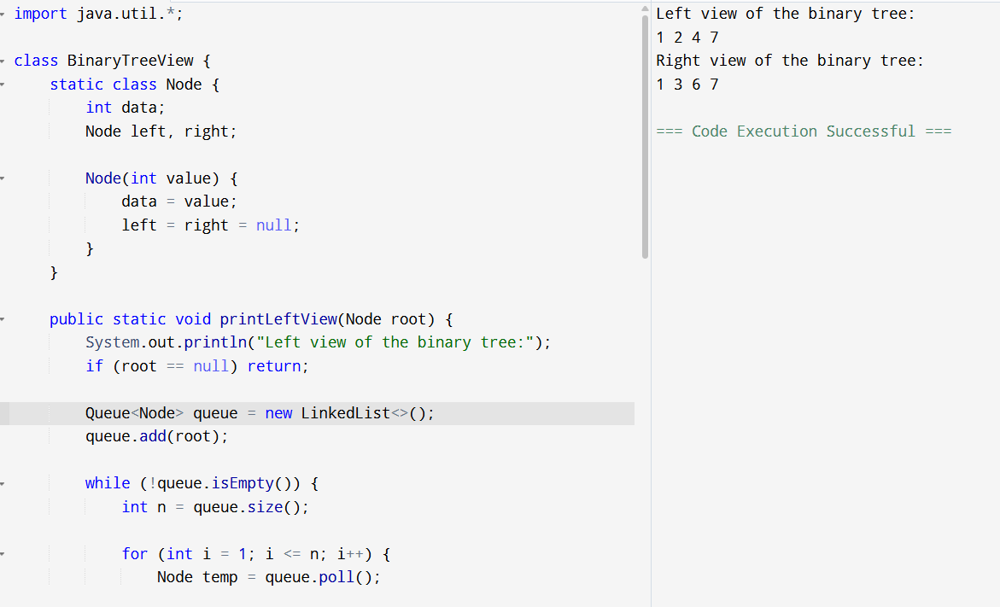 import java.util.*;
class BinaryTreeView {
static class Node {
int data;
Node left, right;
Node(int value) {
data = value;
left = right = null;
}
}
public static void printLeftView(Node root) {
System.out.println("Left view of the binary tree:");
if (root == null) return;
Queue<Node> queue = new LinkedList<>();
queue.add(root);
while (!queue.isEmpty()) {
int n = queue.size();
for (int i = 1; i <= n; i++) {
Node temp = queue.poll();
Left view of the binary tree:
1 2 4 7
Right view of the binary tree:
1 3 6 7
=== Code Execution Successful ===